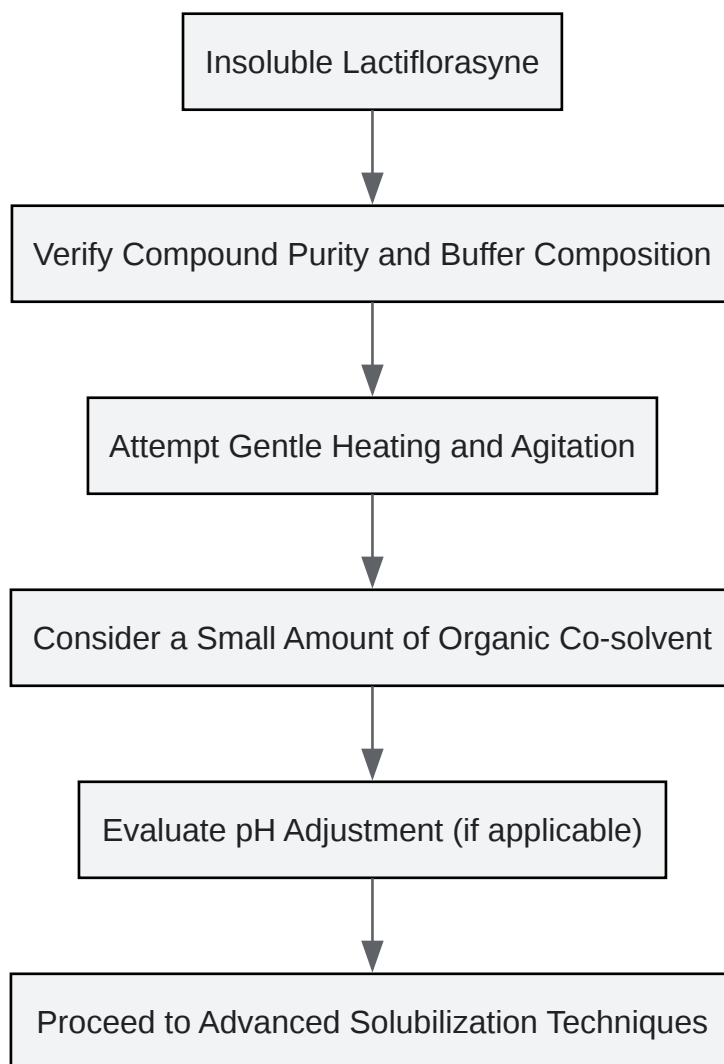 Insoluble Lactiflorasyne
Verify Compound Purity and Buffer Composition
Attempt Gentle Heating and Agitation
Consider a Small Amount of Organic Co-solvent
Evaluate pH Adjustment (if applicable)
Proceed to Advanced Solubilization Techniques